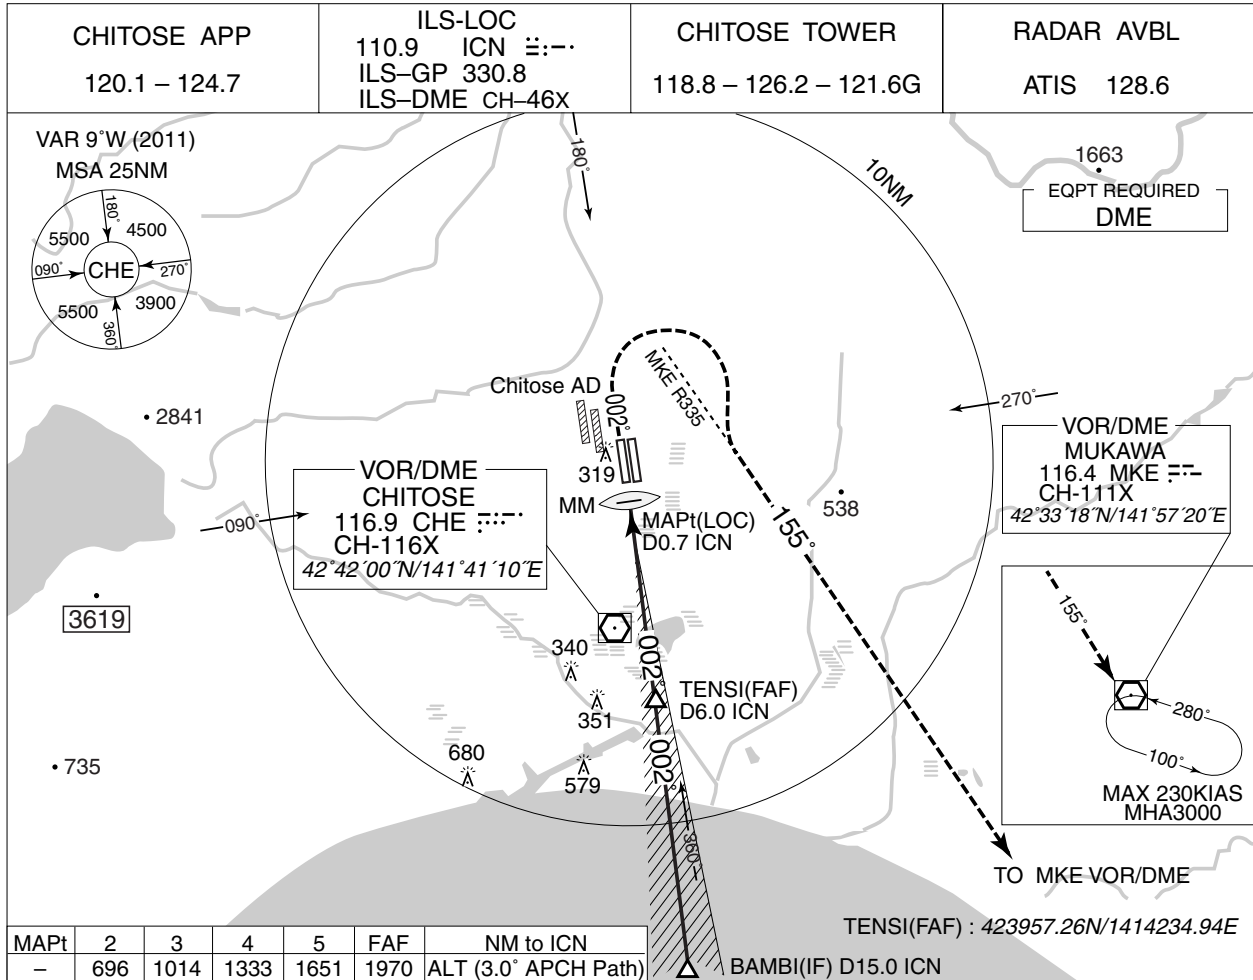 CHITOSE APP
120.1 – 124.7
ILS-LOC
110.9 ICN
ILS–GP 330.8
ILS–DME CH–46X
CHITOSE TOWER
118.8 – 126.2 – 121.6G
RADAR AVBL
ATIS 128.6
VAR 9°W (2011)
MSA 25NM
180°
5500
4500
090°
CHE
270°
5500
3900
360°
180°
10NM
1663
EQPT REQUIRED
DME
2841
Chitose AD
002°
MKE R335
270°
319
VOR/DME
CHITOSE
116.9 CHE
CH-116X
42°42´00˝N/141°41´10˝E
090°
MM
MAPt(LOC)
D0.7 ICN
155°
538
VOR/DME
MUKAWA
116.4 MKE
CH-111X
42°33´18˝N/141°57´20˝E
3619
155°
340
002°
TENSI(FAF)
D6.0 ICN
351
280°
100°
735
680
579
002°
MAX 230KIAS
MHA3000
360°
TO MKE VOR/DME
TENSI(FAF) : 423957.26N/1414234.94E
MAPt 2 3 4 5 FAF NM to ICN
– 696 1014 1333 1651 1970 ALT (3.0° APCH Path)
BAMBI(IF) D15.0 ICN